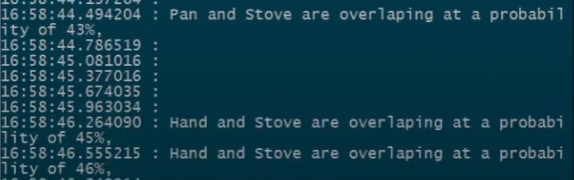 16:58:44.494204 : Pan and Stove are overlaping at a probabil
ity of 43%,
16:58:44.786519 :
16:58:45.081016 :
16:58:45.377016 :
16:58:45.674035 :
16:58:45.963034 :
16:58:46.264090 : Hand and Stove are overlaping at a probabi
lity of 45%,
16:58:46.555215 : Hand and Stove are overlaping at a probabi
lity of 46%,